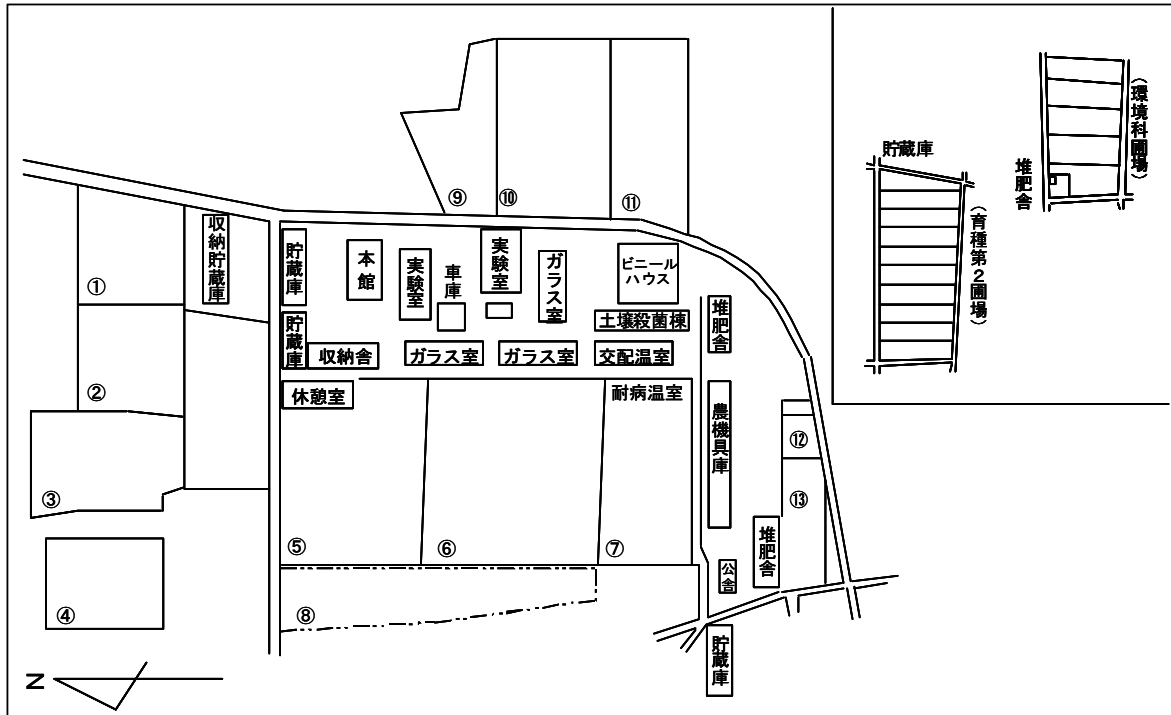 ⑨
⑩
⑪
①
②
③
④
収納貯蔵庫
貯蔵庫
本館
実験室
車庫
実験室
ガラス室
ビニール
ハウス
貯蔵庫
収納舎
ガラス室
ガラス室
土壌殺菌棟
交配温室
堆肥舎
休憩室
耐病温室
農機具庫
⑤
⑥
⑦
⑧
⑫
⑬
堆肥舎
公舎
貯蔵庫
N
貯蔵庫
(育種第2圃場)
堆肥舎
(環境科圃場)